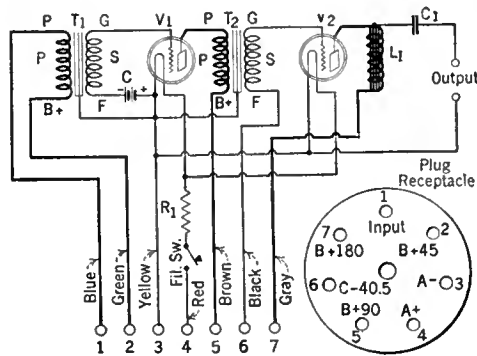 P T1 G V1 P T2 G V2 C1
P S P S L1
Output
- C +
B+ F B+ F
Plug
Receptacle
R1
Fil. Sw.
Blue Green Yellow Red Brown Black Gray
1 2 3 4 5 6 7
1
Input
7 2
B+180 B+45
6 C-40.5 A- 3
B+90 A+
5 4